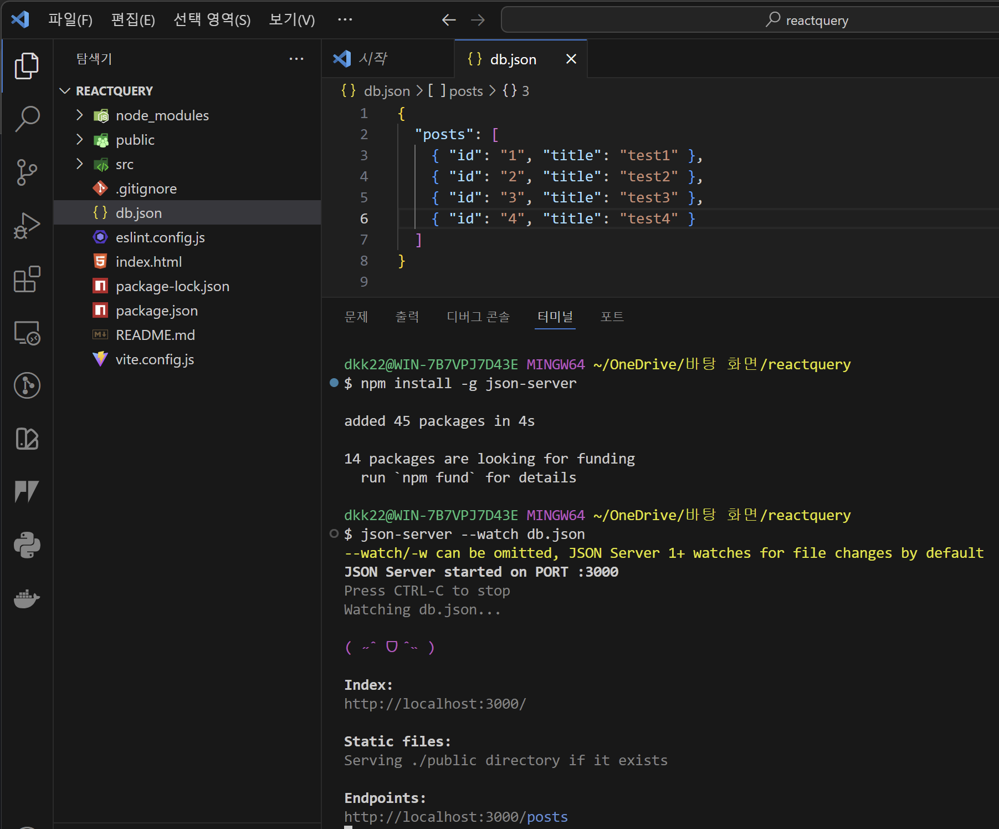 파일(F) 편집(E) 선택 영역(S) 보기(V) ··· reactquery
탐색기 ···
REACTQUERY
node_modules
public
src
.gitignore
db.json
eslint.config.js
index.html
package-lock.json
package.json
README.md
vite.config.js
시작 {} db.json
{} db.json > [ ] posts > {} 3
1 {
2 "posts": [
3 { "id": "1", "title": "test1" },
4 { "id": "2", "title": "test2" },
5 { "id": "3", "title": "test3" },
6 { "id": "4", "title": "test4" }
7 ]
8 }
9
문제 출력 디버그 콘솔 터미널 포트
dkk22@WIN-7B7VPJ7D43E MINGW64 ~/OneDrive/바탕 화면/reactquery
$ npm install -g json-server
added 45 packages in 4s
14 packages are looking for funding
run `npm fund` for details
dkk22@WIN-7B7VPJ7D43E MINGW64 ~/OneDrive/바탕 화면/reactquery
$ json-server --watch db.json
--watch/-w can be omitted, JSON Server 1+ watches for file changes by default
JSON Server started on PORT :3000
Press CTRL-C to stop
Watching db.json...
( ˶ˆ ᗜ ˆ˵ )
Index:
http://localhost:3000/
Static files:
Serving ./public directory if it exists
Endpoints:
http://localhost:3000/posts